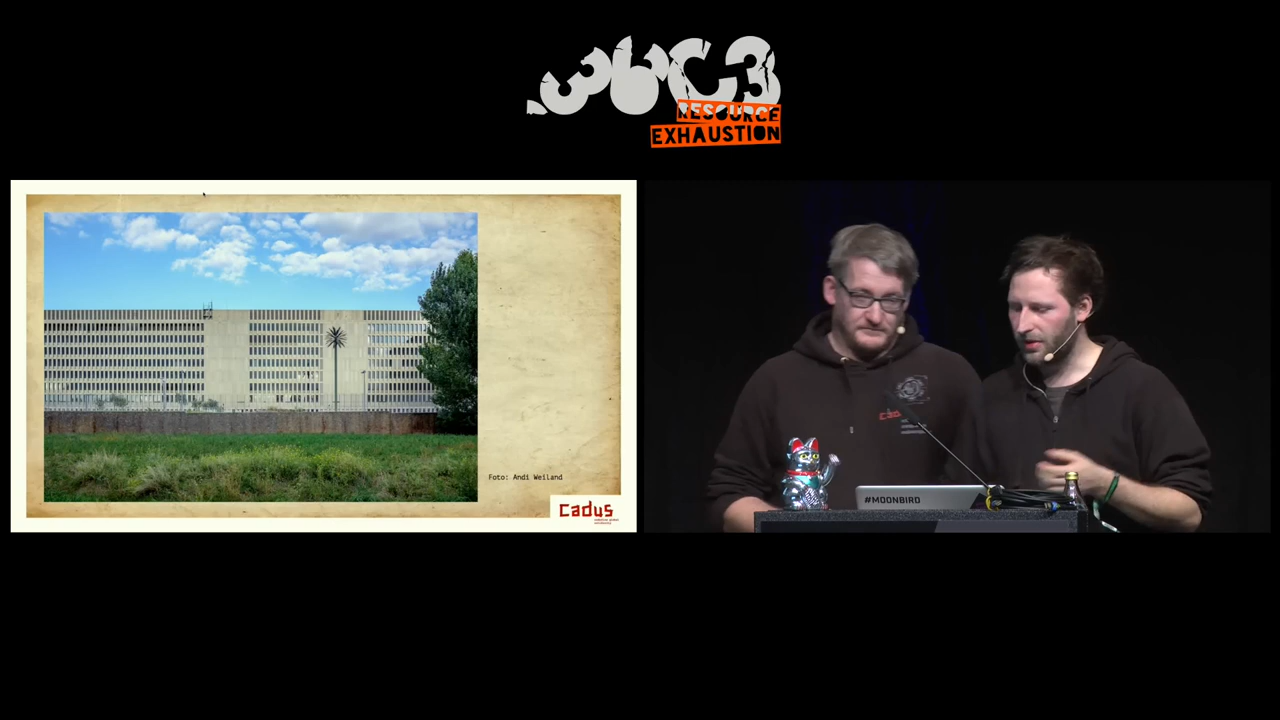 36C3
RESOURCE
EXHAUSTION
Foto: Andi Weiland
Cadus
#MOONBIRD